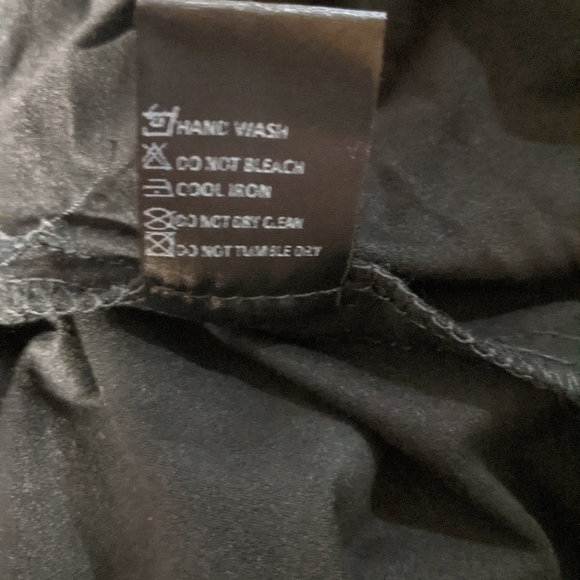 HAND WASH
DO NOT BLEACH
COOL IRON
DO NOT DRY CLEAN
DO NOT TUMBLE DRY